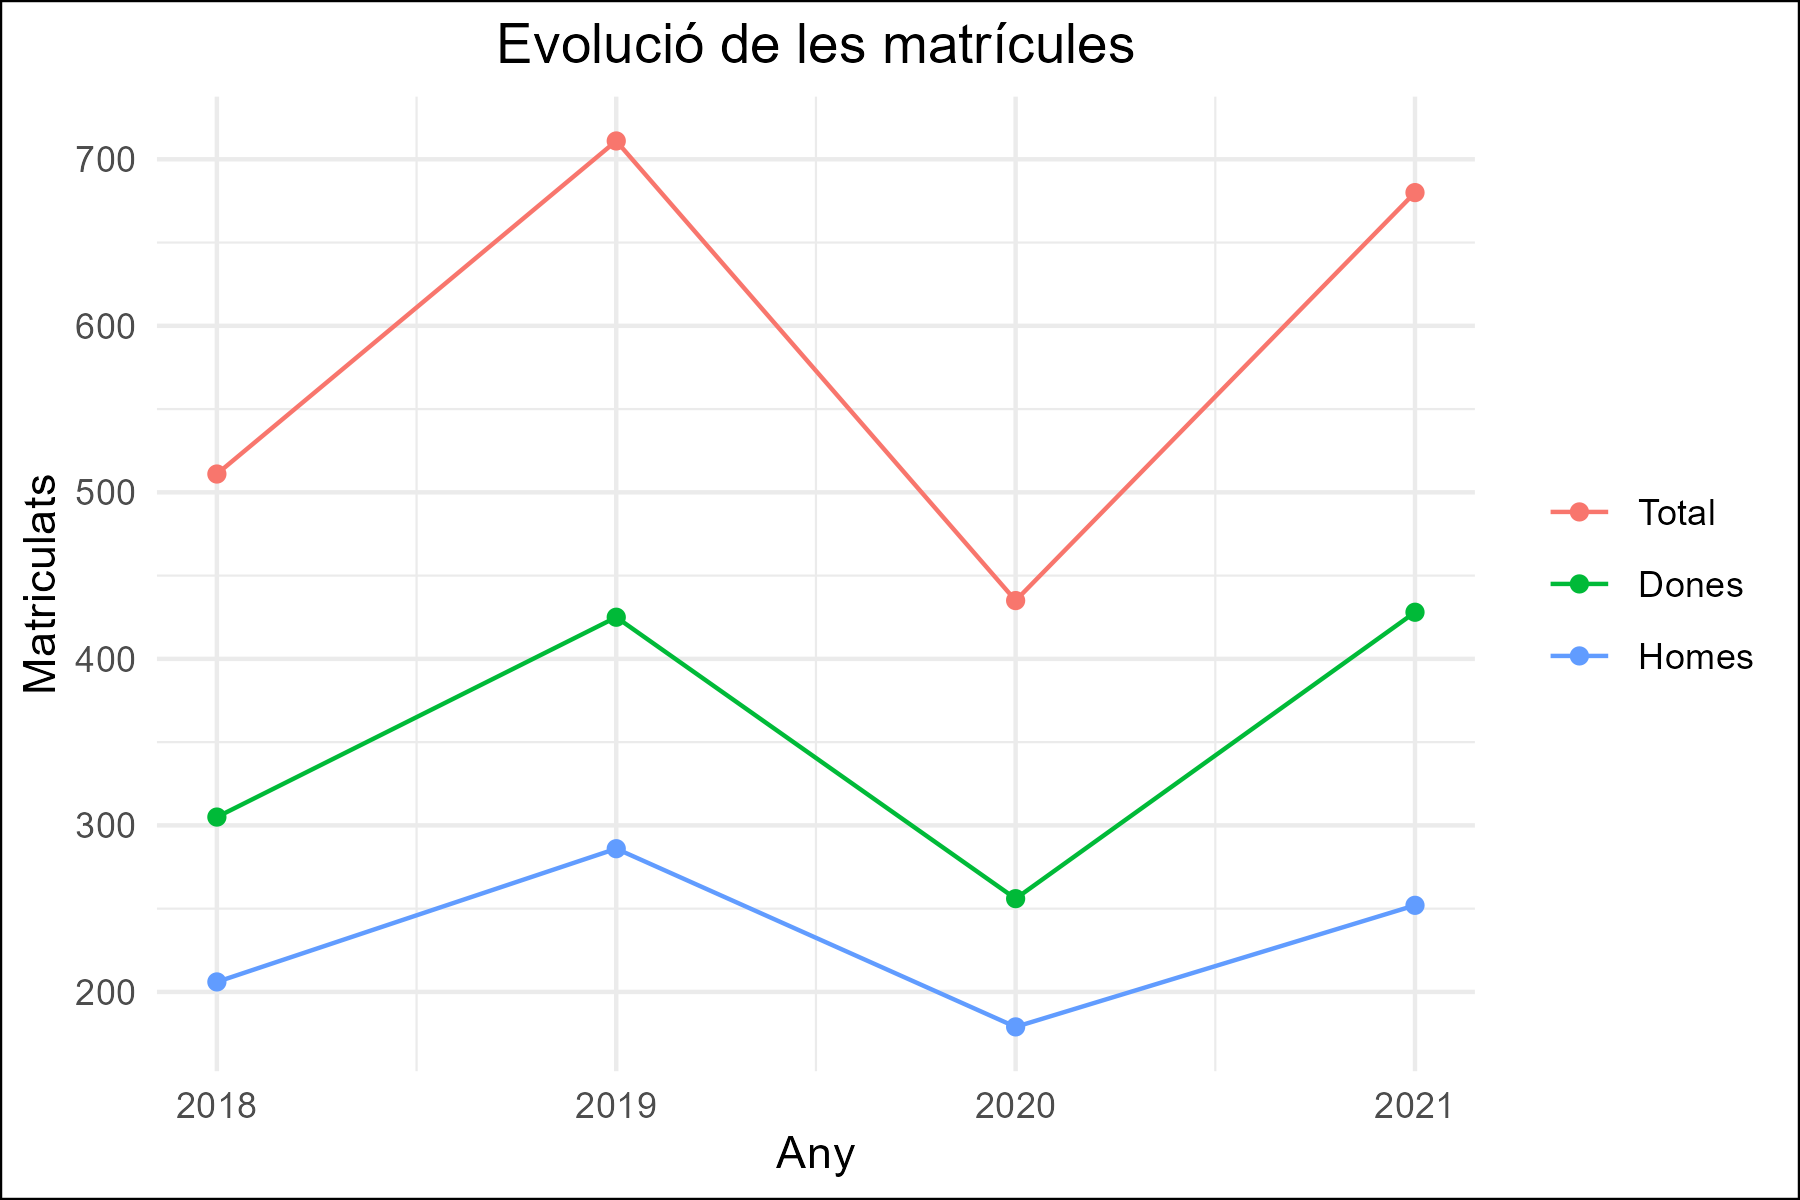 Evolució de les matrícules
Matriculats
700
600
500
400
300
200
2018
2019
2020
2021
Any
Total
Dones
Homes